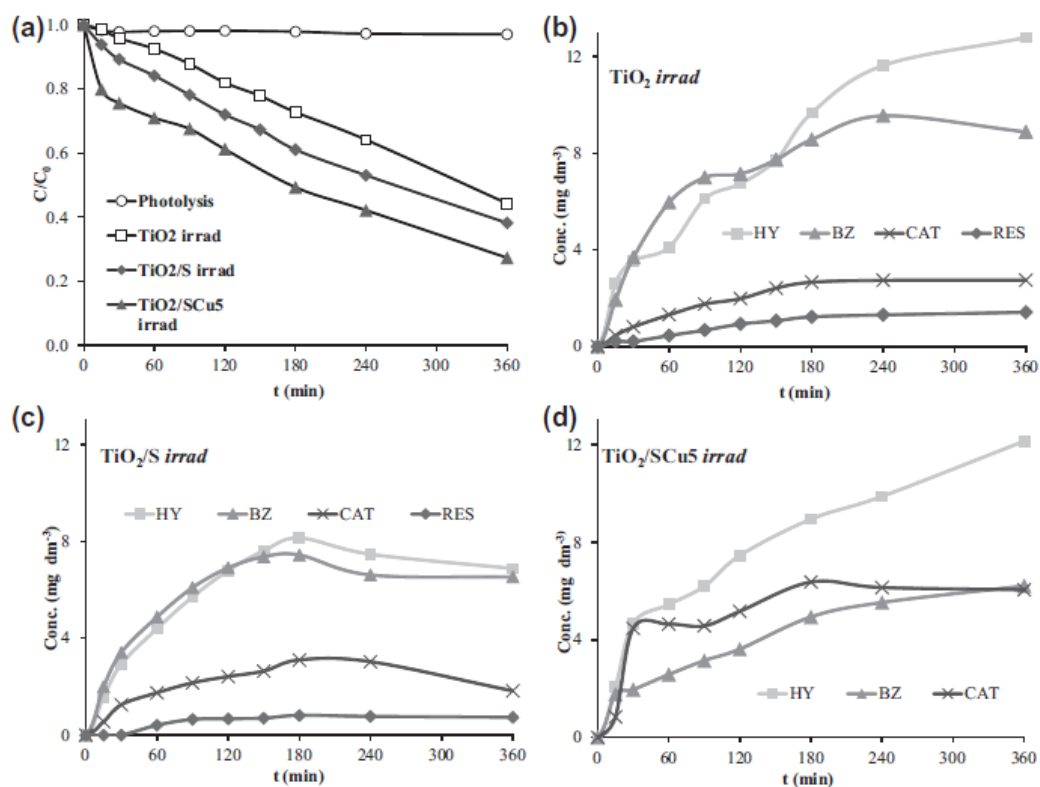 (a)
1.0
0.8
0.6
0.4
0.2
0.0
C/C₀
Photolysis
TiO2 irrad
TiO2/S irrad
TiO2/SCu5
irrad
0 60 120 180 240 300 360
t (min)
(b)
12
8
4
0
Conc. (mg dm⁻³)
TiO₂ irrad
HY BZ CAT RES
0 60 120 180 240 300 360
t (min)
(c)
12
8
4
0
Conc. (mg dm⁻³)
TiO₂/S irrad
HY BZ CAT RES
0 60 120 180 240 300 360
t (min)
(d)
12
8
4
0
Conc. (mg dm⁻³)
TiO₂/SCu5 irrad
HY BZ CAT
0 60 120 180 240 300 360
t (min)